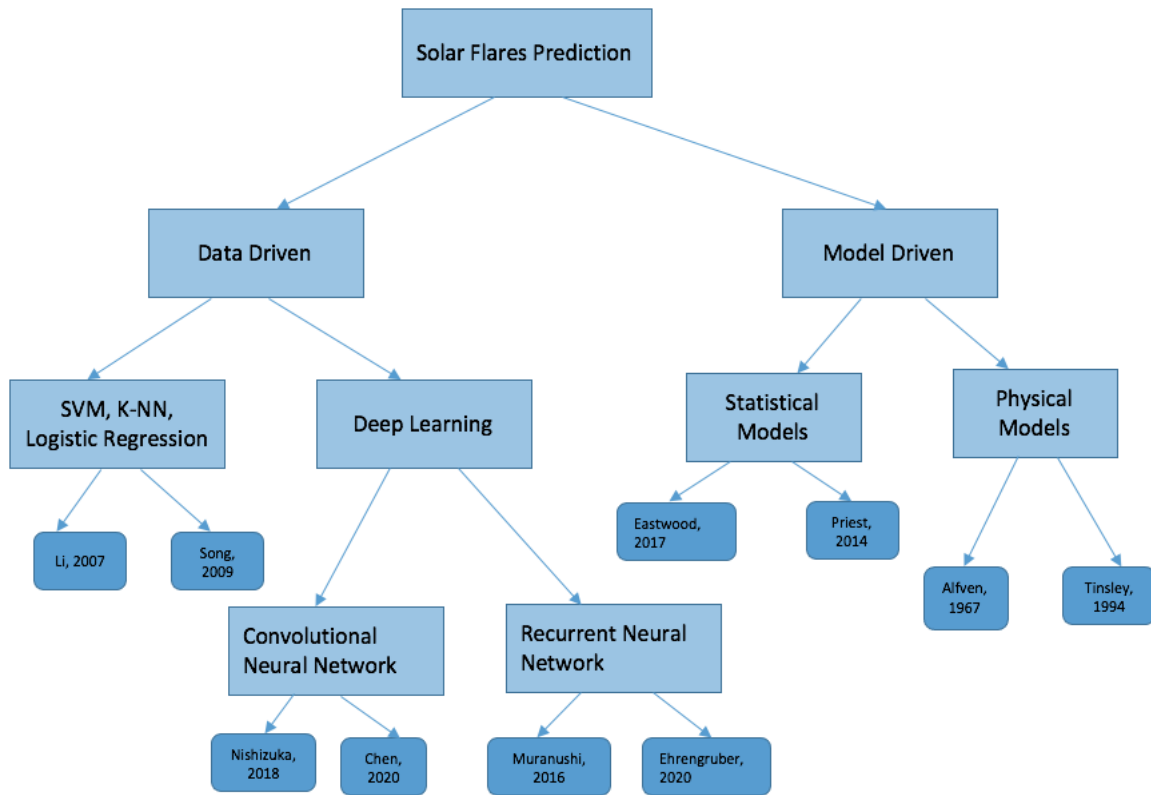 Solar Flares Prediction
Data Driven
Model Driven
SVM, K-NN,
Logistic Regression
Deep Learning
Statistical
Models
Physical
Models
Li, 2007
Song,
2009
Eastwood,
2017
Priest,
2014
Alfven,
1967
Tinsley,
1994
Convolutional
Neural Network
Recurrent Neural
Network
Nishizuka,
2018
Chen,
2020
Muranushi,
2016
Ehrengruber,
2020